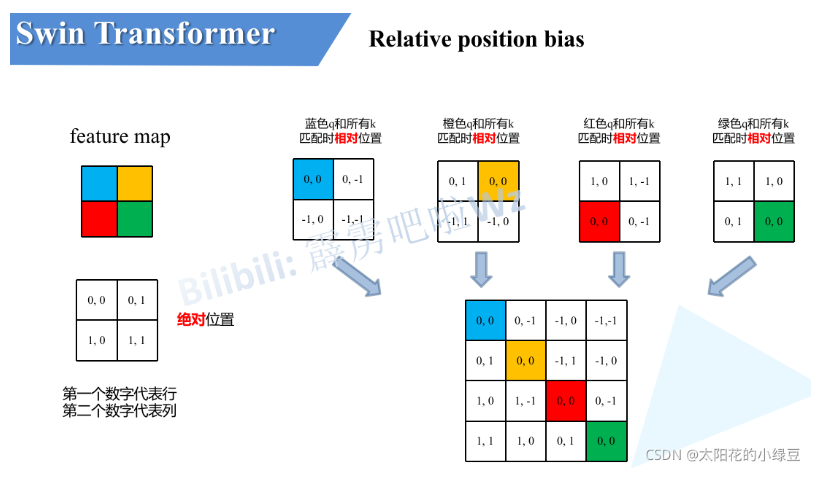 Swin Transformer
Relative position bias
feature map
蓝色q和所有k
匹配时相对位置
橙色q和所有k
匹配时相对位置
红色q和所有k
匹配时相对位置
绿色q和所有k
匹配时相对位置
0, 0 0, -1
-1, 0 -1,-1
0, 1 0, 0
-1, 1 -1, 0
1, 0 1, -1
0, 0 0, -1
1, 1 1, 0
0, 1 0, 0
Bilibili: 霹雳吧啦Wz
0, 0 0, 1
1, 0 1, 1
绝对位置
第一个数字代表行
第二个数字代表列
0, 0 0, -1 -1, 0 -1,-1
0, 1 0, 0 -1, 1 -1, 0
1, 0 1, -1 0, 0 0, -1
1, 1 1, 0 0, 1 0, 0
CSDN @太阳花的小绿豆